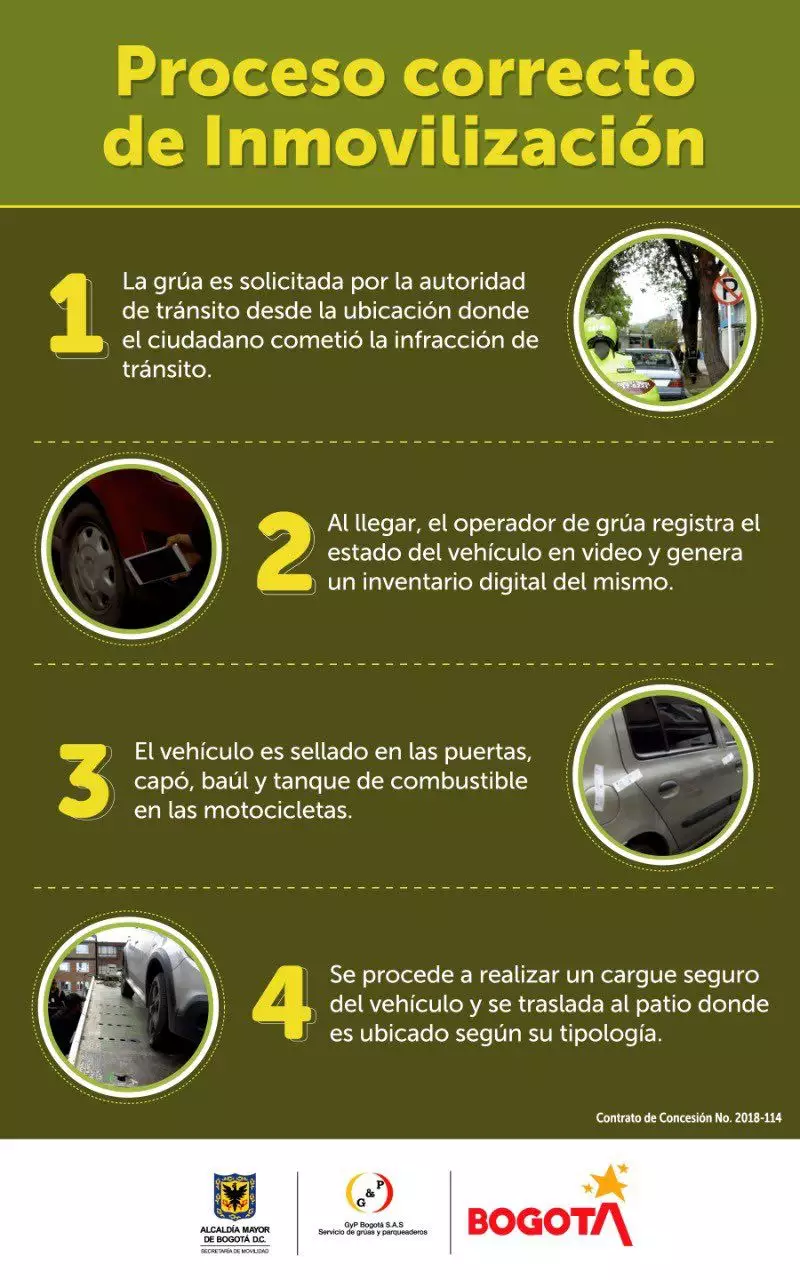 Proceso correcto
de Inmovilización
1
La grúa es solicitada por la autoridad
de tránsito desde la ubicación donde
el ciudadano cometió la infracción de
tránsito.
2
Al llegar, el operador de grúa registra el
estado del vehículo en video y genera
un inventario digital del mismo.
3
El vehículo es sellado en las puertas,
capó, baúl y tanque de combustible
en las motocicletas.
4
Se procede a realizar un cargue seguro
del vehículo y se traslada al patio donde
es ubicado según su tipología.
Contrato de Concesión No. 2018-114
ALCALDÍA MAYOR
DE BOGOTÁ D.C.
SECRETARÍA DE MOVILIDAD
G&P
GyP Bogotá S.A.S
Servicio de grúas y parqueaderos
BOGOTÁ